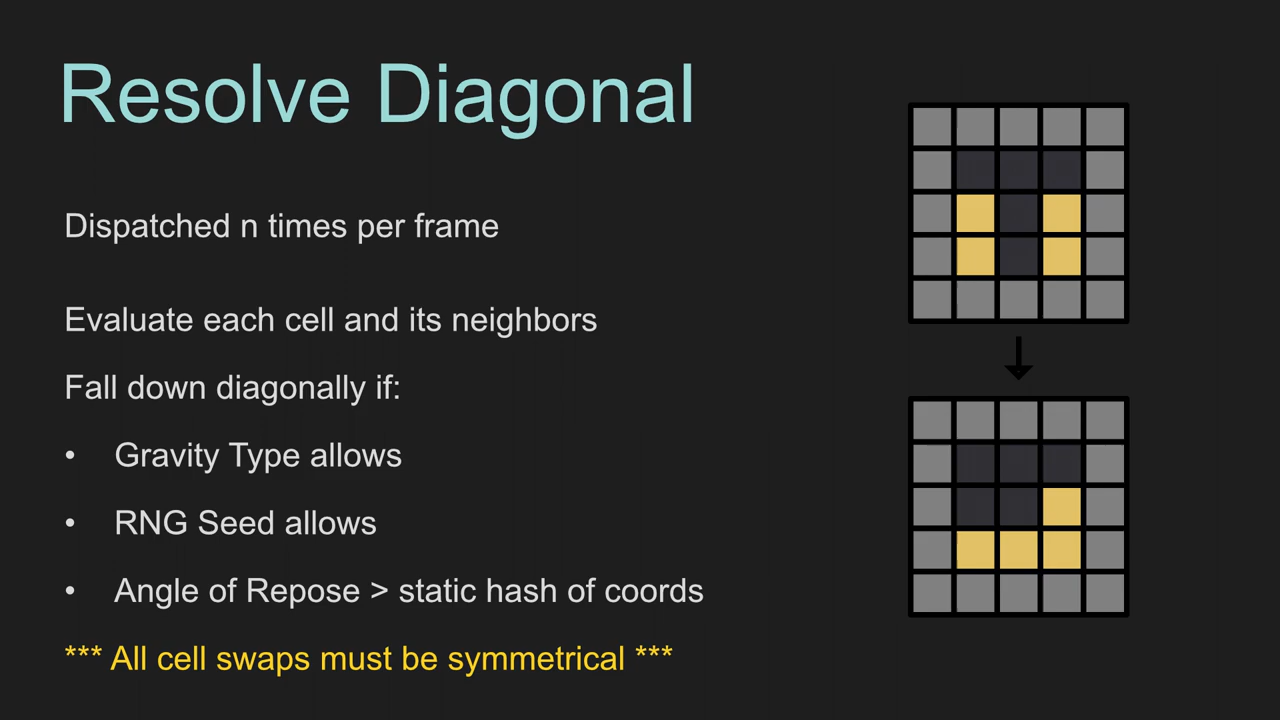 Resolve Diagonal
Dispatched n times per frame
Evaluate each cell and its neighbors
Fall down diagonally if:
• Gravity Type allows
• RNG Seed allows
• Angle of Repose > static hash of coords
*** All cell swaps must be symmetrical ***